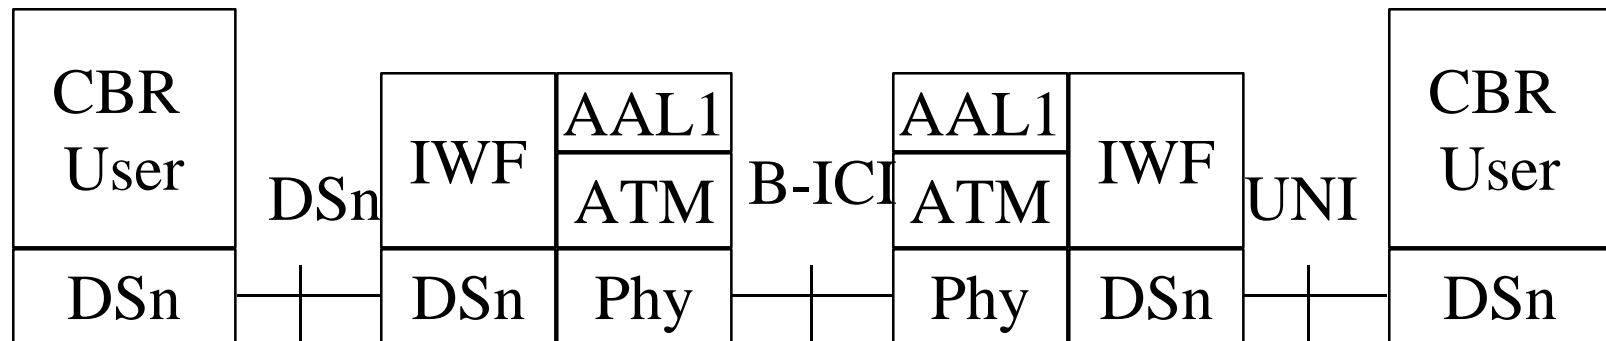 CBR
User
DSn
DSn
IWF
DSn
AAL1
ATM
Phy
B-ICI
AAL1
ATM
Phy
IWF
DSn
UNI
CBR
User
DSn